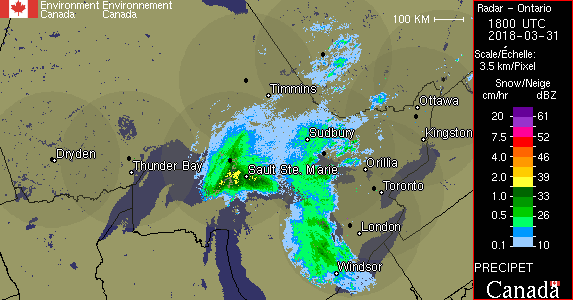 Environment Environnement
Canada Canada
Radar - Ontario
1800 UTC
2018-03-31
100 KM
Scale/Échelle:
3.5 km/Pixel
Snow/Neige
cm/hr dBZ
20 61
7.5 52
4.0 46
2.0 39
1.0 33
0.5 26
0.1 10
PRECIPET
Canada
Timmins
Ottawa
Sudbury
Kingston
Dryden
Thunder Bay
Sault Ste. Marie
Orillia
Toronto
London
Windsor